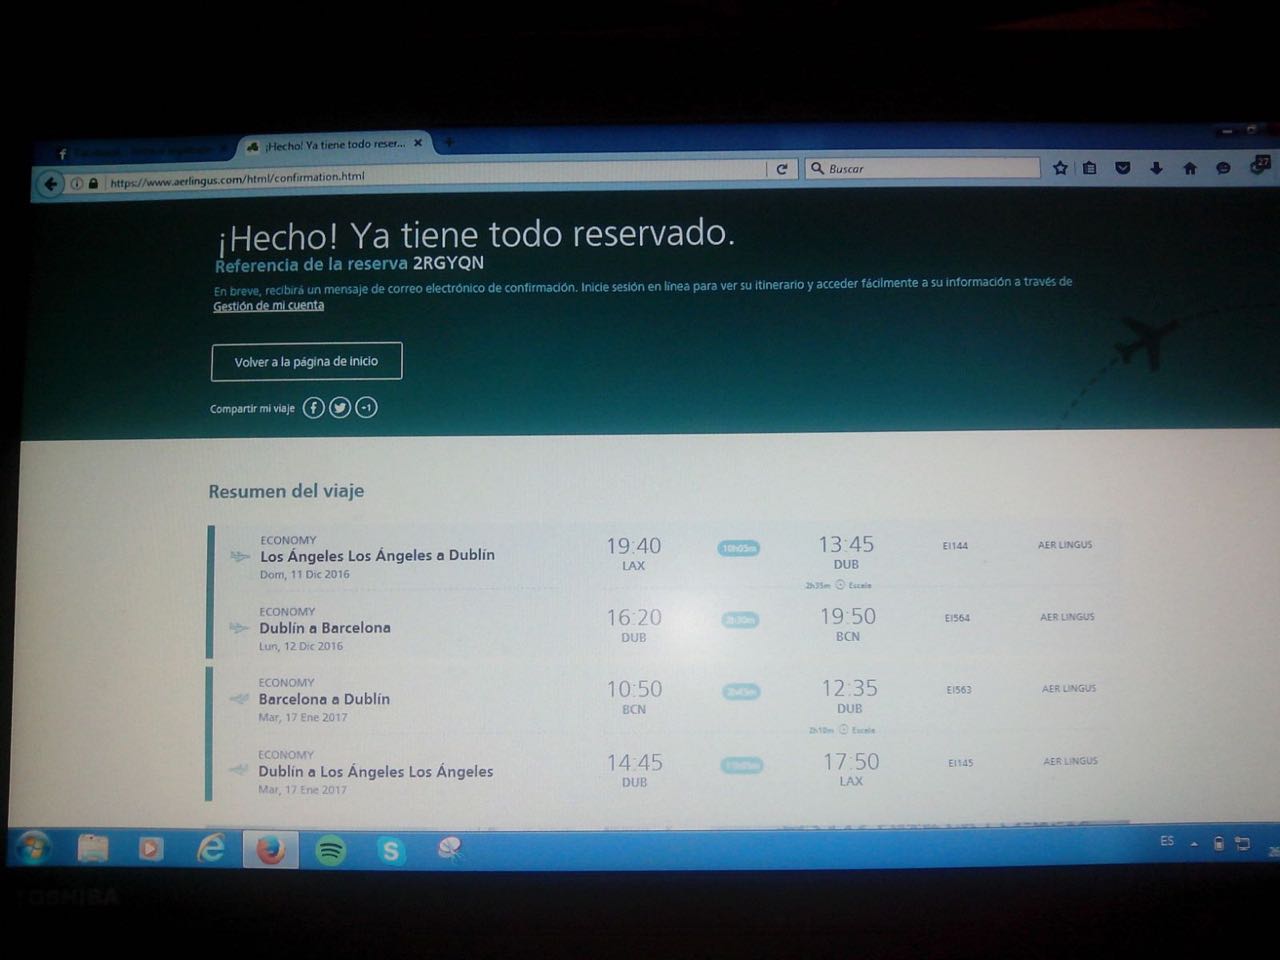 ¡Hecho! Ya tiene todo reser...
https://www.aerlingus.com/html/confirmation.html
Buscar
27
¡Hecho! Ya tiene todo reservado.
Referencia de la reserva 2RGYQN
En breve, recibirá un mensaje de correo electrónico de confirmación. Inicie sesión en línea para ver su itinerario y acceder fácilmente a su información a través de
Gestión de mi cuenta
Volver a la página de inicio
Compartir mi viaje
Resumen del viaje
ECONOMY
Los Ángeles Los Ángeles a Dublín
Dom, 11 Dic 2016
19:40
LAX
10h05m
13:45
DUB
EI144
AER LINGUS
2h35m Escala
ECONOMY
Dublín a Barcelona
Lun, 12 Dic 2016
16:20
DUB
2h30m
19:50
BCN
EI564
AER LINGUS
ECONOMY
Barcelona a Dublín
Mar, 17 Ene 2017
10:50
BCN
2h45m
12:35
DUB
EI563
AER LINGUS
2h10m Escala
ECONOMY
Dublín a Los Ángeles Los Ángeles
Mar, 17 Ene 2017
14:45
DUB
11h05m
17:50
LAX
EI145
AER LINGUS
ES
TOSHIBA